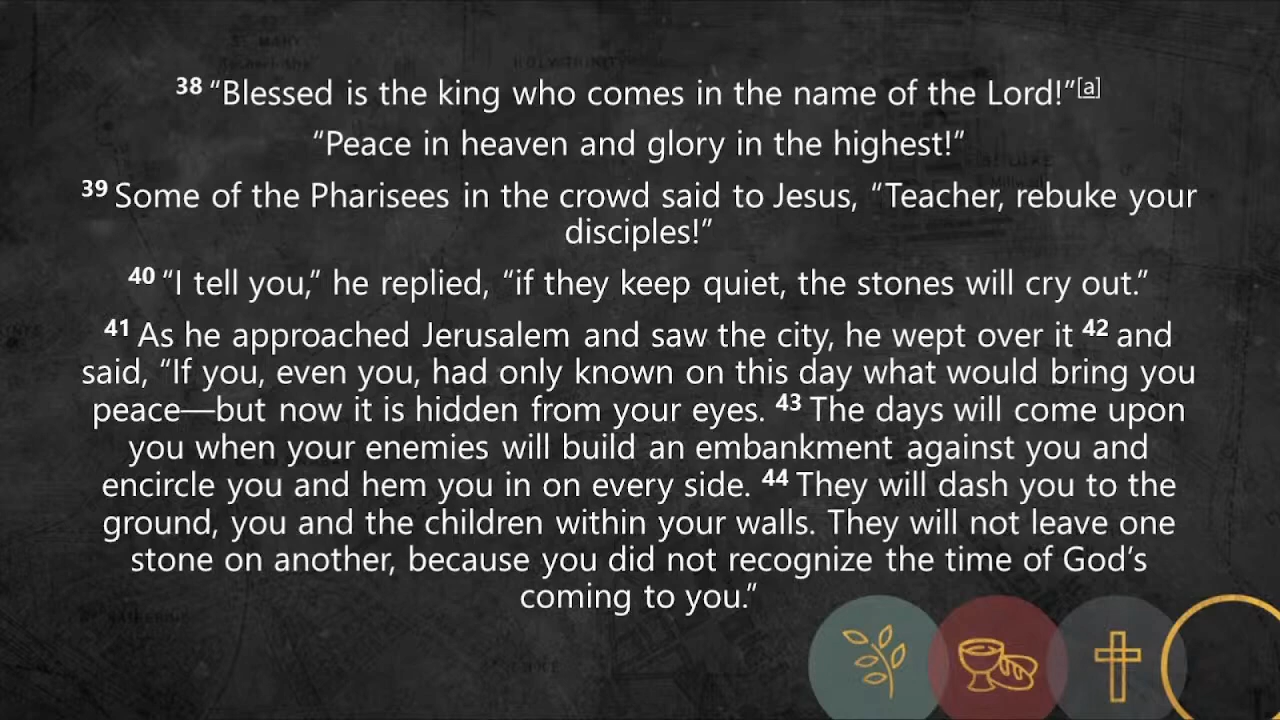 38 “Blessed is the king who comes in the name of the Lord!”[a]
“Peace in heaven and glory in the highest!”
39 Some of the Pharisees in the crowd said to Jesus, “Teacher, rebuke your
disciples!”
40 “I tell you,” he replied, “if they keep quiet, the stones will cry out.”
41 As he approached Jerusalem and saw the city, he wept over it 42 and
said, “If you, even you, had only known on this day what would bring you
peace—but now it is hidden from your eyes. 43 The days will come upon
you when your enemies will build an embankment against you and
encircle you and hem you in on every side. 44 They will dash you to the
ground, you and the children within your walls. They will not leave one
stone on another, because you did not recognize the time of God’s
coming to you.”